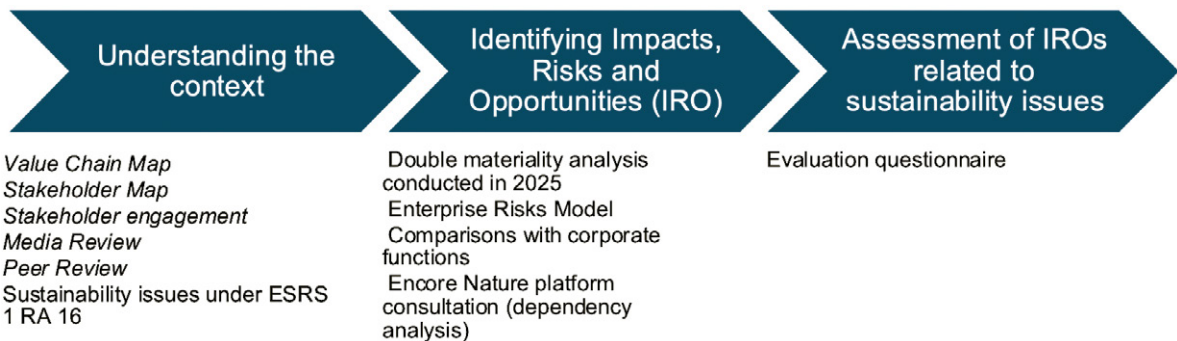 Understanding the
context
Identifying Impacts,
Risks and
Opportunities (IRO)
Assessment of IROs
related to
sustainability issues
Value Chain Map
Stakeholder Map
Stakeholder engagement
Media Review
Peer Review
Sustainability issues under ESRS
1 RA 16
Double materiality analysis
conducted in 2025
Enterprise Risks Model
Comparisons with corporate
functions
Encore Nature platform
consultation (dependency
analysis)
Evaluation questionnaire